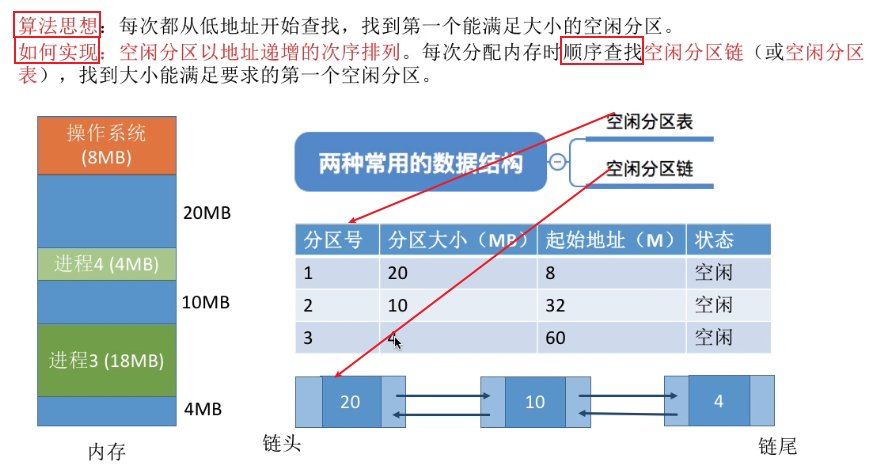 算法思想：每次都从低地址开始查找，找到第一个能满足大小的空闲分区。
如何实现：空闲分区以地址递增的次序排列。每次分配内存时顺序查找空闲分区链（或空闲分区
表），找到大小能满足要求的第一个空闲分区。
操作系统
(8MB)
20MB
进程4 (4MB)
10MB
进程3 (18MB)
4MB
内存
两种常用的数据结构
空闲分区表
空闲分区链
分区号 分区大小（MB） 起始地址（M） 状态
1 20 8 空闲
2 10 32 空闲
3 4 60 空闲
20 10 4
链头 链尾